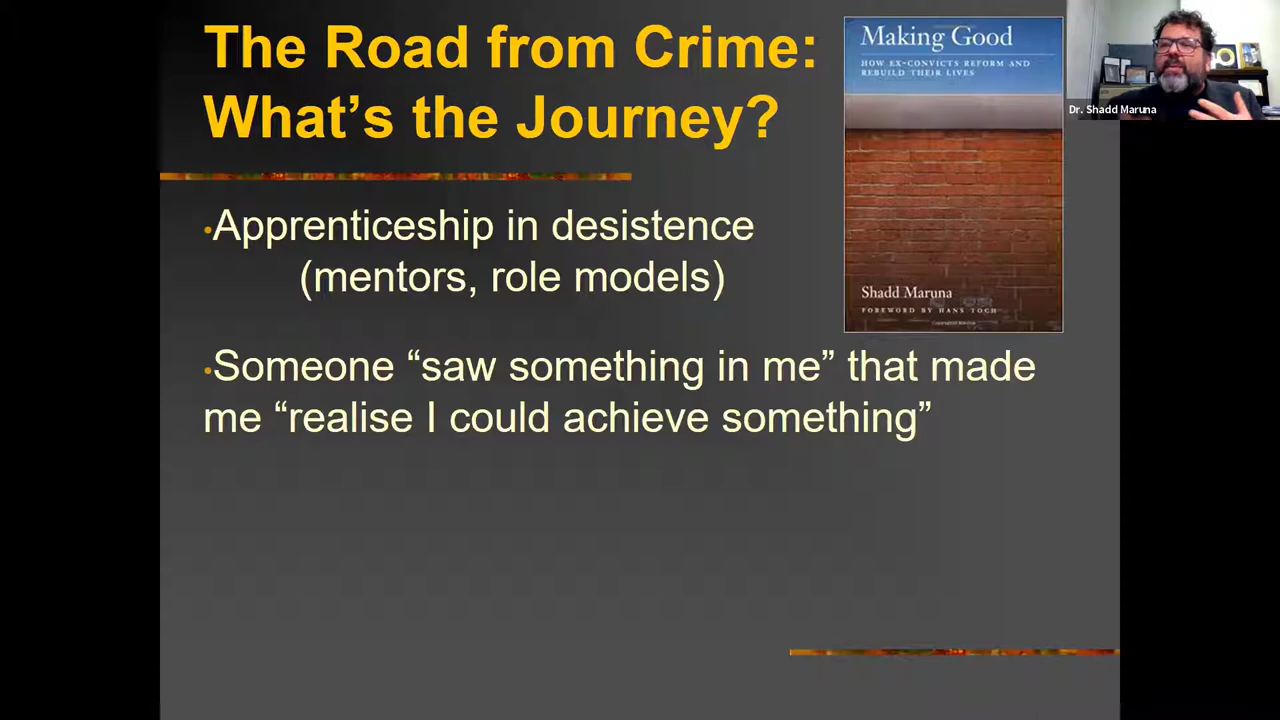 The Road from Crime:
What’s the Journey?
•Apprenticeship in desistence
(mentors, role models)
•Someone “saw something in me” that made
me “realise I could achieve something”
Making Good
HOW EX-CONVICTS REFORM AND
REBUILD THEIR LIVES
Shadd Maruna
FOREWORD BY HANS TOCH
Dr. Shadd Maruna